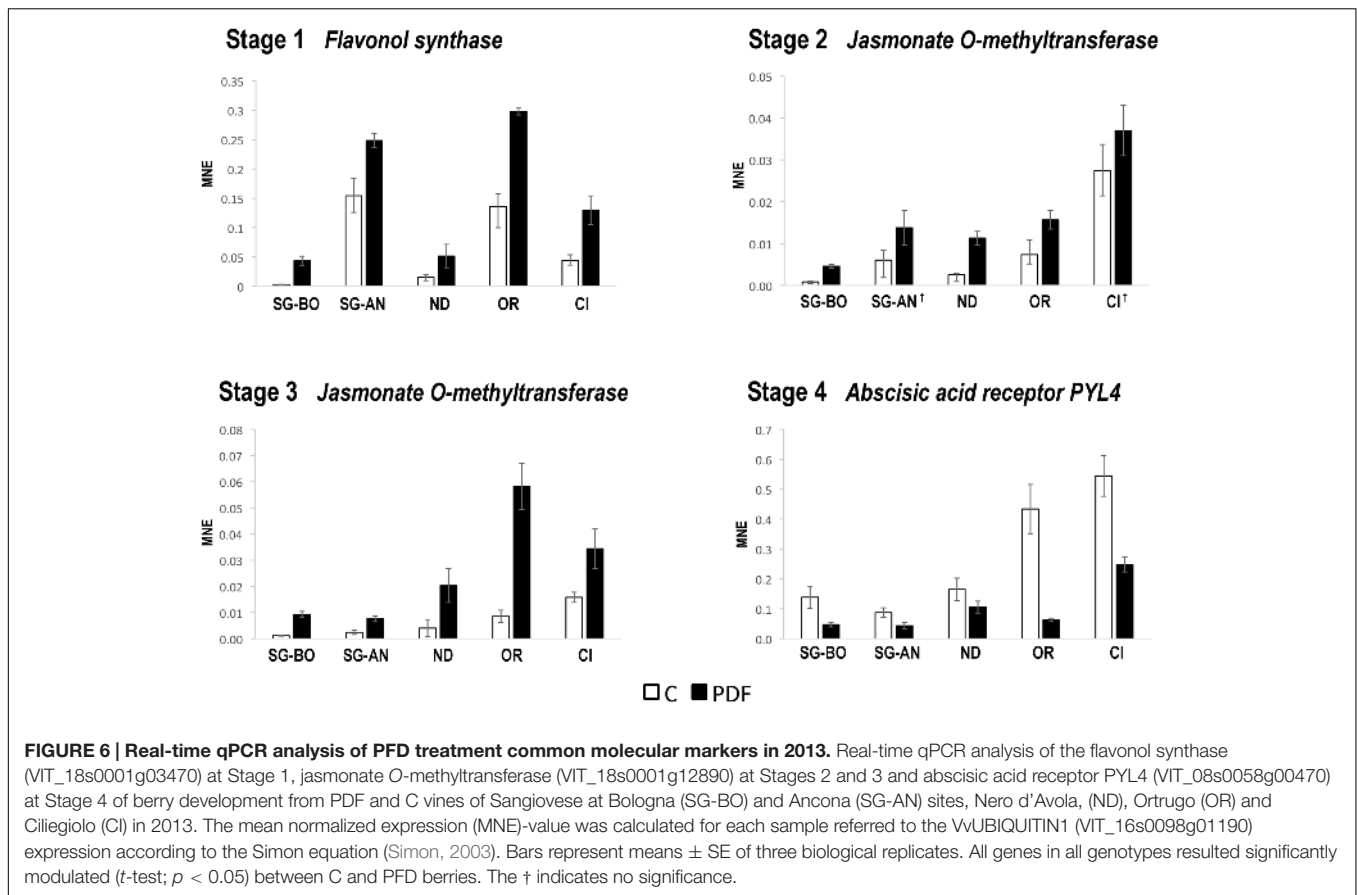 Stage 1 Flavonol synthase
0.35
0.3
0.25
0.2
0.15
0.1
0.05
0
MNE
SG-BO SG-AN ND OR CI
Stage 2 Jasmonate O-methyltransferase
0.05
0.04
0.03
0.02
0.01
0.00
MNE
SG-BO SG-AN† ND OR CI†
Stage 3 Jasmonate O-methyltransferase
0.08
0.07
0.06
0.05
0.04
0.03
0.02
0.01
0.00
MNE
SG-BO SG-AN ND OR CI
Stage 4 Abscisic acid receptor PYL4
0.7
0.6
0.5
0.4
0.3
0.2
0.1
0.0
MNE
SG-BO SG-AN ND OR CI
C PDF
FIGURE 6 | Real-time qPCR analysis of PFD treatment common molecular markers in 2013. Real-time qPCR analysis of the flavonol synthase
(VIT_18s0001g03470) at Stage 1, jasmonate O-methyltransferase (VIT_18s0001g12890) at Stages 2 and 3 and abscisic acid receptor PYL4 (VIT_08s0058g00470)
at Stage 4 of berry development from PDF and C vines of Sangiovese at Bologna (SG-BO) and Ancona (SG-AN) sites, Nero d'Avola, (ND), Ortrugo (OR) and
Ciliegiolo (CI) in 2013. The mean normalized expression (MNE)-value was calculated for each sample referred to the VvUBIQUITIN1 (VIT_16s0098g01190)
expression according to the Simon equation (Simon, 2003). Bars represent means ± SE of three biological replicates. All genes in all genotypes resulted significantly
modulated (t-test; p < 0.05) between C and PFD berries. The † indicates no significance.